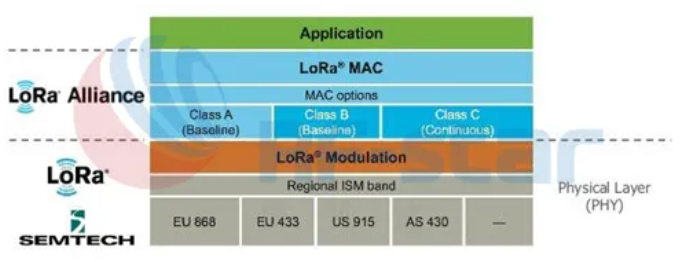 Application
LoRa® MAC
MAC options
LoRa Alliance
Class A
(Baseline)
Class B
(Baseline)
Class C
(Continuous)
LoRa® Modulation
LoRa®
Regional ISM band
Physical Layer
(PHY)
EU 868
EU 433
US 915
AS 430
—
SEMTECH